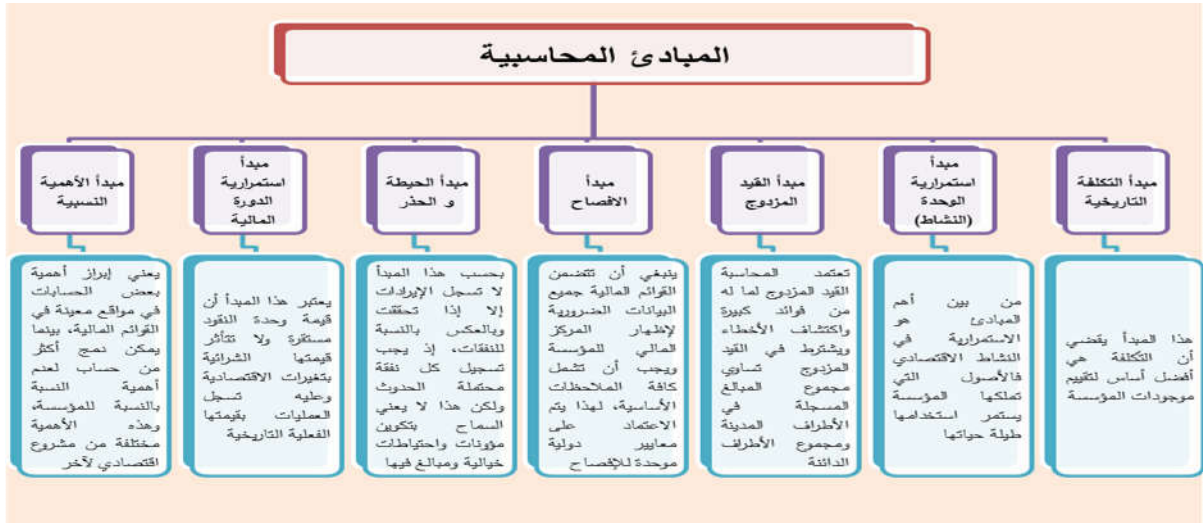 المبادئ المحاسبية
مبدأ التكلفة
التاريخية
هذا المبدأ يقضي
أن التكلفة هي
أفضل أساس لتقييم
موجودات المؤسسة
مبدأ
استمرارية
الوحدة
(النشاط)
من بين أهم
المبادئ هو
الاستمرارية في
النشاط الاقتصادي
فالأصول التي
تملكها المؤسسة
يستمر استخدامها
طيلة حياتها
مبدأ القيد
المزدوج
تعتمد المحاسبة
القيد المزدوج لما له
من فوائد كبيرة
واكتشاف الأخطاء
ويشترط في القيد
المزدوج تساوي
مجموع المبالغ
المسجلة في
الأطراف المدينة
ومجموع الأطراف
الدائنة
مبدأ
الافصاح
ينبغي أن تتضمن
القوائم المالية جميع
البيانات الضرورية
لإظهار المركز
المالي للمؤسسة
ويجب أن تشمل
كافة الملاحظات
الأساسية، لهذا يتم
الاعتماد على
معايير دولية
موحدة للإفصاح
مبدأ الحيطة
و الحذر
بحسب هذا المبدأ
لا تسجل الإيرادات
إلا إذا تحققت
وبالعكس بالنسبة
للنفقات، إذ يجب
تسجيل كل نفقة
محتملة الحدوث
ولكن هذا لا يعني
السماح بتكوين
مؤونات واحتياطات
خيالية ومبالغ فيها
مبدأ
استمرارية
الدورة
المالية
يعتبر هذا المبدأ أن
قيمة وحدة النقود
مستقرة ولا تتأثر
قيمتها الشرائية
بتغيرات الاقتصادية
وعليه تسجل
العمليات بقيمتها
الفعلية التاريخية
مبدأ الأهمية
النسبية
يعني إبراز أهمية
بعض الحسابات
في مواقع معينة في
القوائم المالية، بينما
يمكن نمج أكثر
من حساب لعدم
أهمية النسبة
بالنسبة للمؤسسة،
وهذه الأهمية
مختلفة من مشروع
اقتصادي لآخر